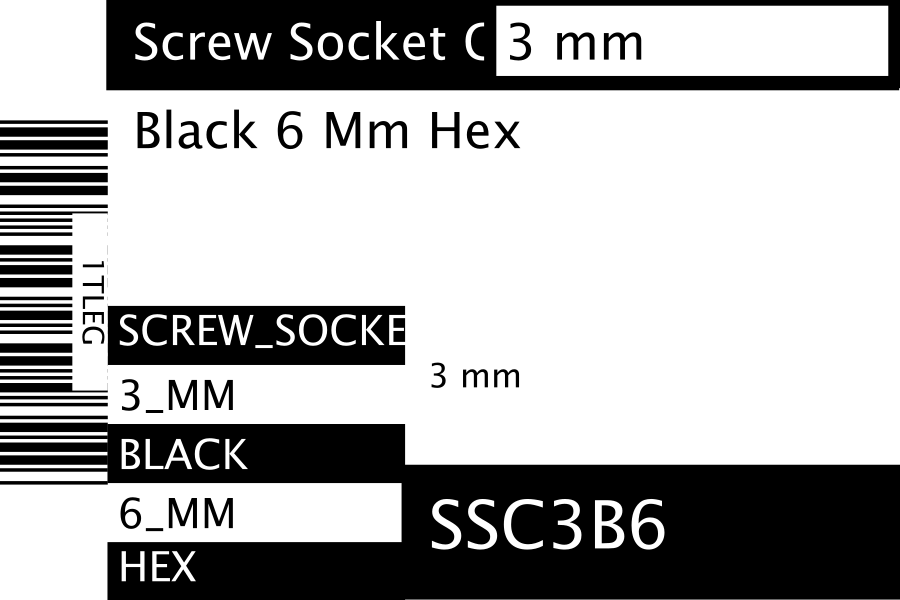 Screw Socket
3 mm
Black 6 Mm Hex
1TLEG
SCREW_SOCKE
3_MM
3 mm
BLACK
6_MM
SSC3B6
HEX